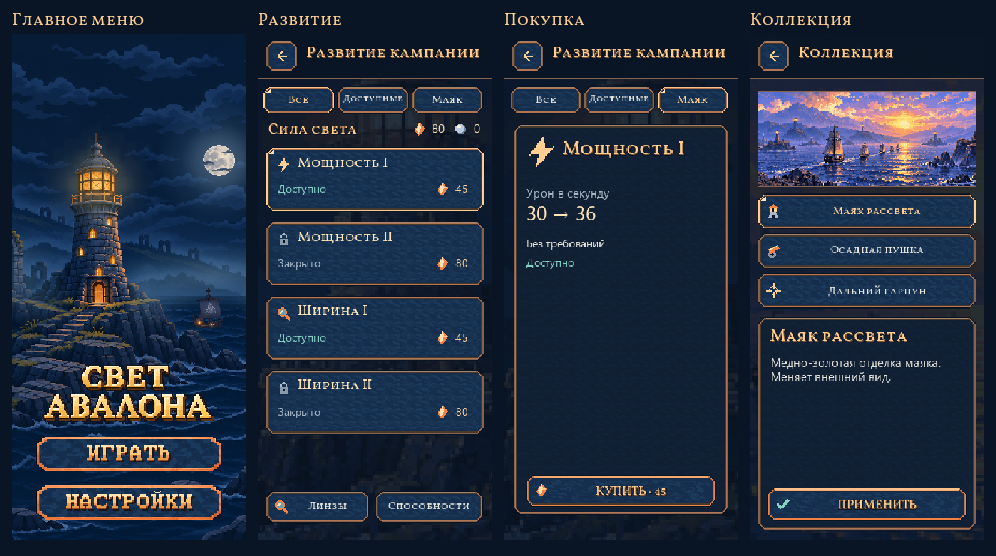 Главное меню
СВЕТ
АВАЛОНА
ИГРАТЬ
НАСТРОЙКИ
Развитие
Развитие кампании
Все
Доступные
Маяк
Сила света
80
0
Мощность I
Доступно
45
Мощность II
Закрыто
80
Ширина I
Доступно
45
Ширина II
Закрыто
80
Линзы
Способности
Покупка
Развитие кампании
Все
Доступные
Маяк
Мощность I
Урон в секунду
30 → 36
Без требований
Доступно
КУПИТЬ · 45
Коллекция
Коллекция
Маяк рассвета
Осадная пушка
Дальний гарпун
Маяк рассвета
Медно-золотая отделка маяка.
Меняет внешний вид.
ПРИМЕНИТЬ